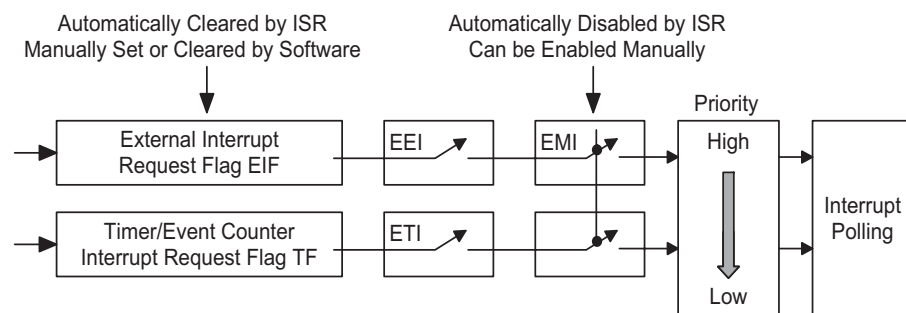 Automatically Cleared by ISR
Manually Set or Cleared by Software
Automatically Disabled by ISR
Can be Enabled Manually
Priority
External Interrupt
Request Flag EIF
EEI
EMI
High
Timer/Event Counter
Interrupt Request Flag TF
ETI
Interrupt
Polling
Low